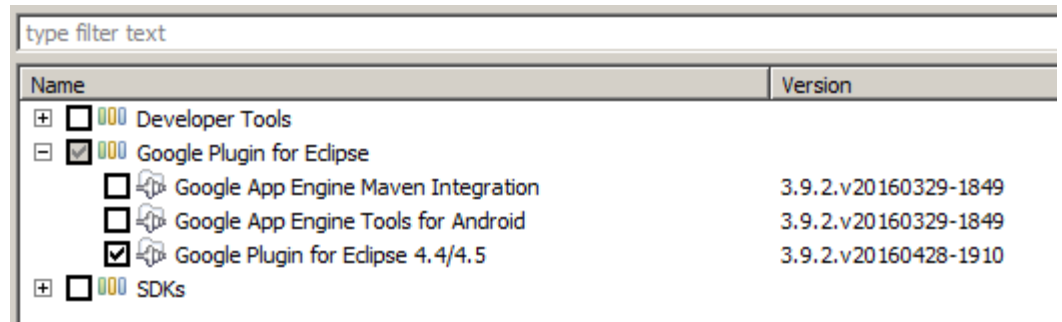 type filter text
Name Version
Developer Tools
Google Plugin for Eclipse
Google App Engine Maven Integration 3.9.2.v20160329-1849
Google App Engine Tools for Android 3.9.2.v20160329-1849
Google Plugin for Eclipse 4.4/4.5 3.9.2.v20160428-1910
SDKs